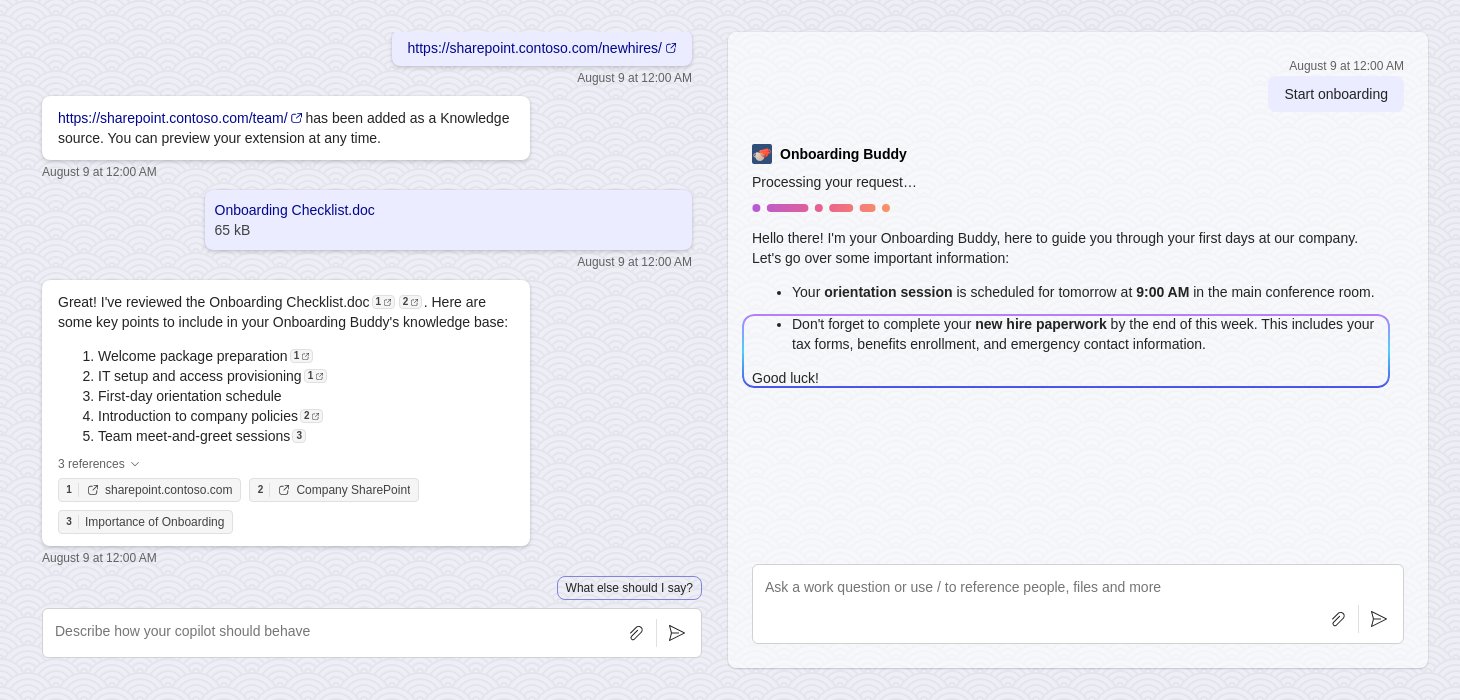 https://sharepoint.contoso.com/newhires/
August 9 at 12:00 AM
https://sharepoint.contoso.com/team/ has been added as a Knowledge
source. You can preview your extension at any time.
August 9 at 12:00 AM
Onboarding Checklist.doc
65 kB
August 9 at 12:00 AM
Great! I've reviewed the Onboarding Checklist.doc 1 2 . Here are
some key points to include in your Onboarding Buddy's knowledge base:
1. Welcome package preparation 1
2. IT setup and access provisioning 1
3. First-day orientation schedule
4. Introduction to company policies 2
5. Team meet-and-greet sessions 3
3 references
1 sharepoint.contoso.com 2 Company SharePoint
3 Importance of Onboarding
August 9 at 12:00 AM
What else should I say?
Describe how your copilot should behave
August 9 at 12:00 AM
Start onboarding
Onboarding Buddy
Processing your request…
Hello there! I'm your Onboarding Buddy, here to guide you through your first days at our company.
Let's go over some important information:
• Your orientation session is scheduled for tomorrow at 9:00 AM in the main conference room.
• Don't forget to complete your new hire paperwork by the end of this week. This includes your
tax forms, benefits enrollment, and emergency contact information.
Good luck!
Ask a work question or use / to reference people, files and more